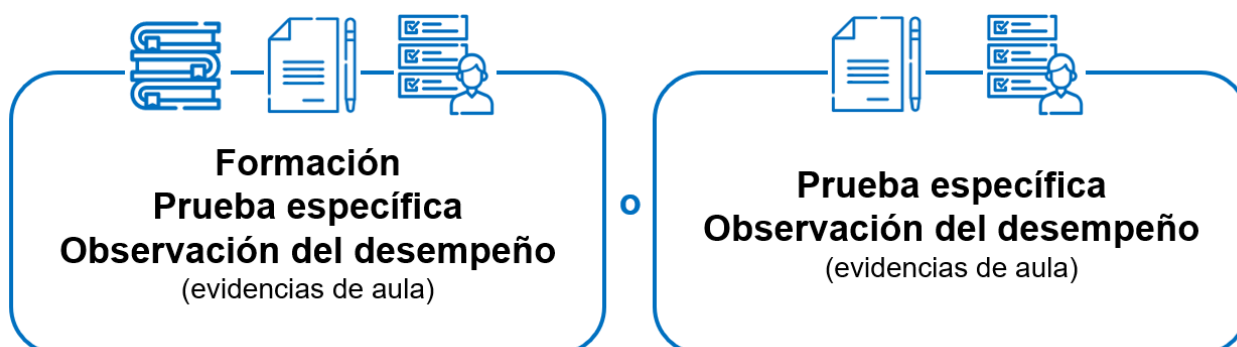 Formación
Prueba específica
Observación del desempeño
(evidencias de aula)
o
Prueba específica
Observación del desempeño
(evidencias de aula)